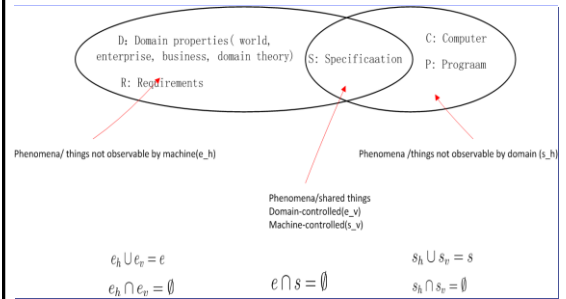 D: Domain properties( world,
enterprise, business, domain theory)
R: Requirements
S: Specificaation
C: Computer
P: Prograam
Phenomena/ things not observable by machine(e_h)
Phenomena /things not observable by domain (s_h)
Phenomena/shared things
Domain-controlled(e_v)
Machine-controlled(s_v)
e_h ∪ e_v = e
e_h ∩ e_v = ∅
e ∩ s = ∅
s_h ∪ s_v = s
s_h ∩ s_v = ∅